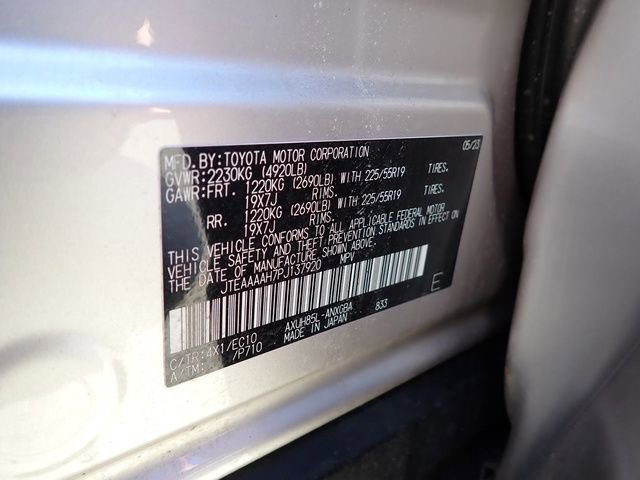 MFD. BY: TOYOTA MOTOR CORPORATION 05/23
GVWR: 2230KG (4920LB)
GAWR: FRT. 1220KG (2690LB) WITH 225/55R19 TIRES.
19X7J RIMS.
RR. 1220KG (2690LB) WITH 225/55R19 TIRES.
19X7J RIMS.
THIS VEHICLE CONFORMS TO ALL APPLICABLE FEDERAL MOTOR
VEHICLE SAFETY AND THEFT PREVENTION STANDARDS IN EFFECT ON
THE DATE OF MANUFACTURE SHOWN ABOVE.
JTEAAAAH7PJ137920 MPV
E
C/TR: 4X1/EC10 AXUH85L-ANXGBA 833
A/TM: /P710 MADE IN JAPAN